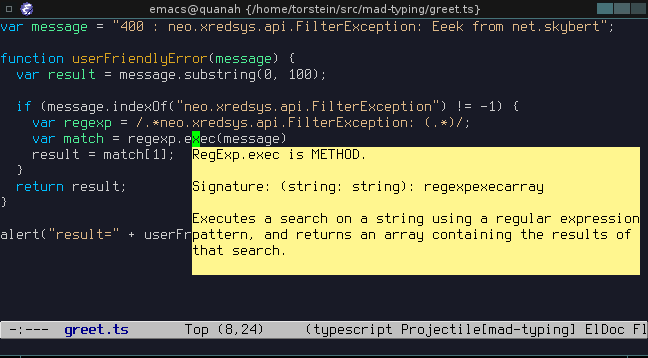 emacs@quanah {/home/torstein/src/mad-typing/greet.ts}
var message = "400 : neo.xredsys.api.FilterException: Eeek from net.skybert";
function userFriendlyError(message) {
  var result = message.substring(0, 100);
  if (message.indexOf("neo.xredsys.api.FilterException") != -1) {
    var regexp = /.*neo.xredsys.api.FilterException: (.*)/;
    var match = regexp.exec(message)
    result = match[1];
RegExp.exec is METHOD.
  }
Signature: (string: string): regexpexecarray
  return result;
}
Executes a search on a string using a regular expression
alert("result=" + userFr
pattern, and returns an array containing the results of
that search.
-:---  greet.ts       Top (8,24)     (typescript Projectile[mad-typing] ElDoc Fl